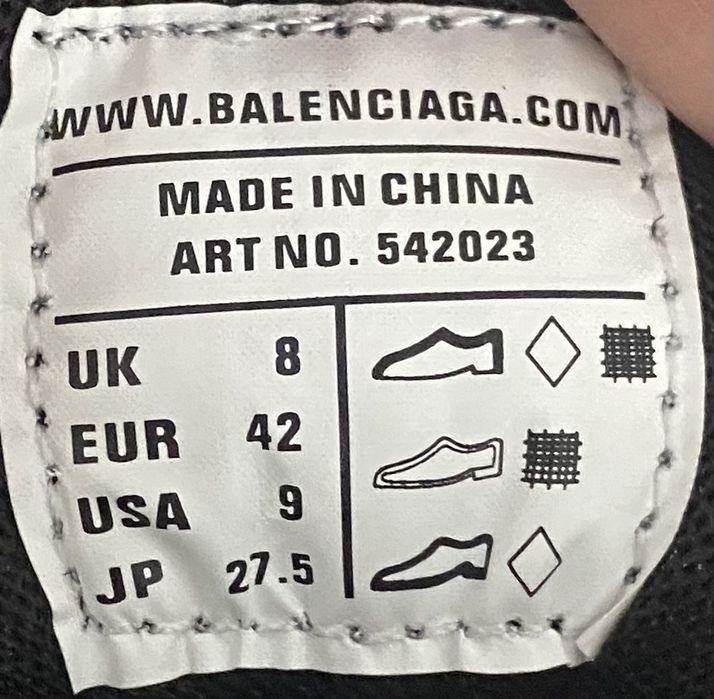 WWW.BALENCIAGA.COM
MADE IN CHINA
ART NO. 542023
UK 8
EUR 42
USA 9
JP 27.5